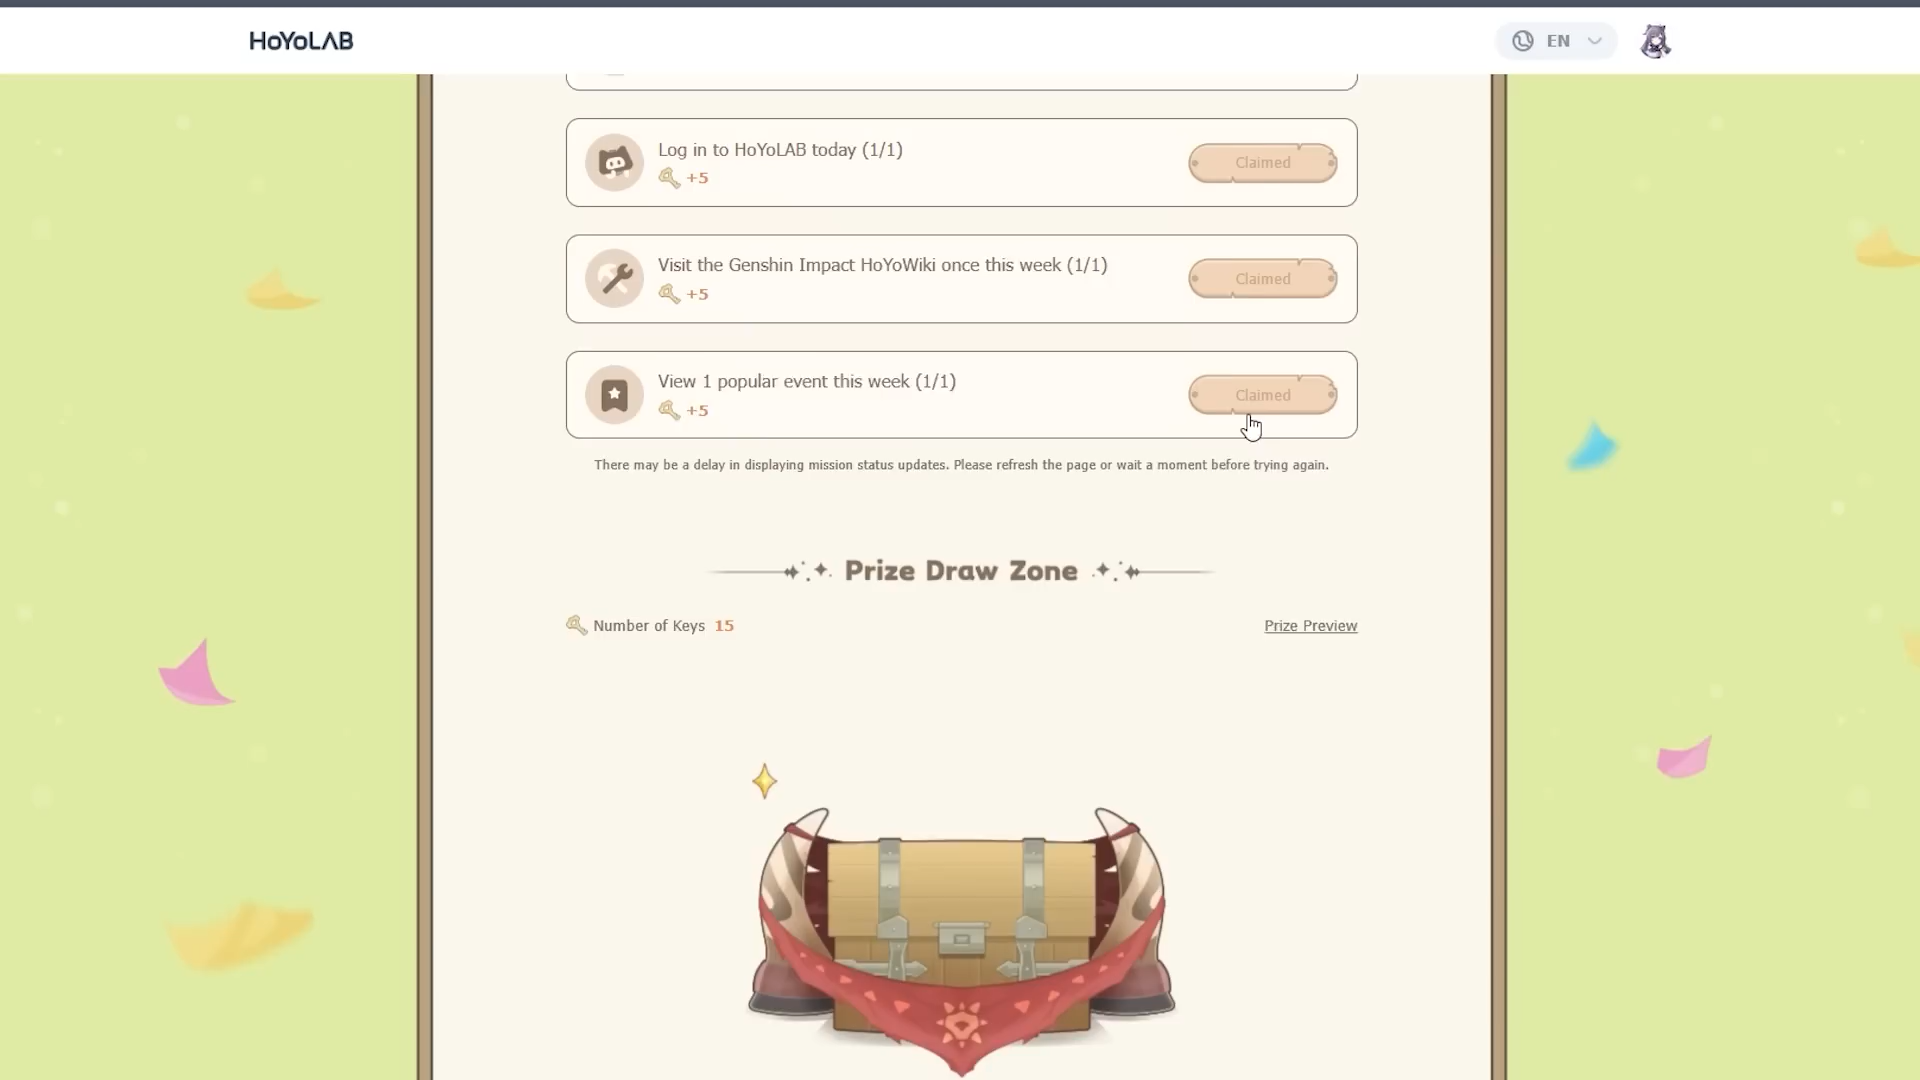 HoYoLAB
EN
Log in to HoYoLAB today (1/1)
+5
Claimed
Visit the Genshin Impact HoYoWiki once this week (1/1)
+5
Claimed
View 1 popular event this week (1/1)
+5
Claimed
There may be a delay in displaying mission status updates. Please refresh the page or wait a moment before trying again.
Prize Draw Zone
Number of Keys 15
Prize Preview